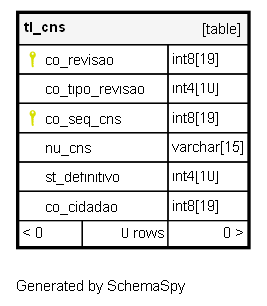 tl_cns [table]
co_revisao int8[19]
co_tipo_revisao int4[10]
co_seq_cns int8[19]
nu_cns varchar[15]
st_definitivo int4[10]
co_cidadao int8[19]
< 0 0 rows 0 >
Generated by SchemaSpy